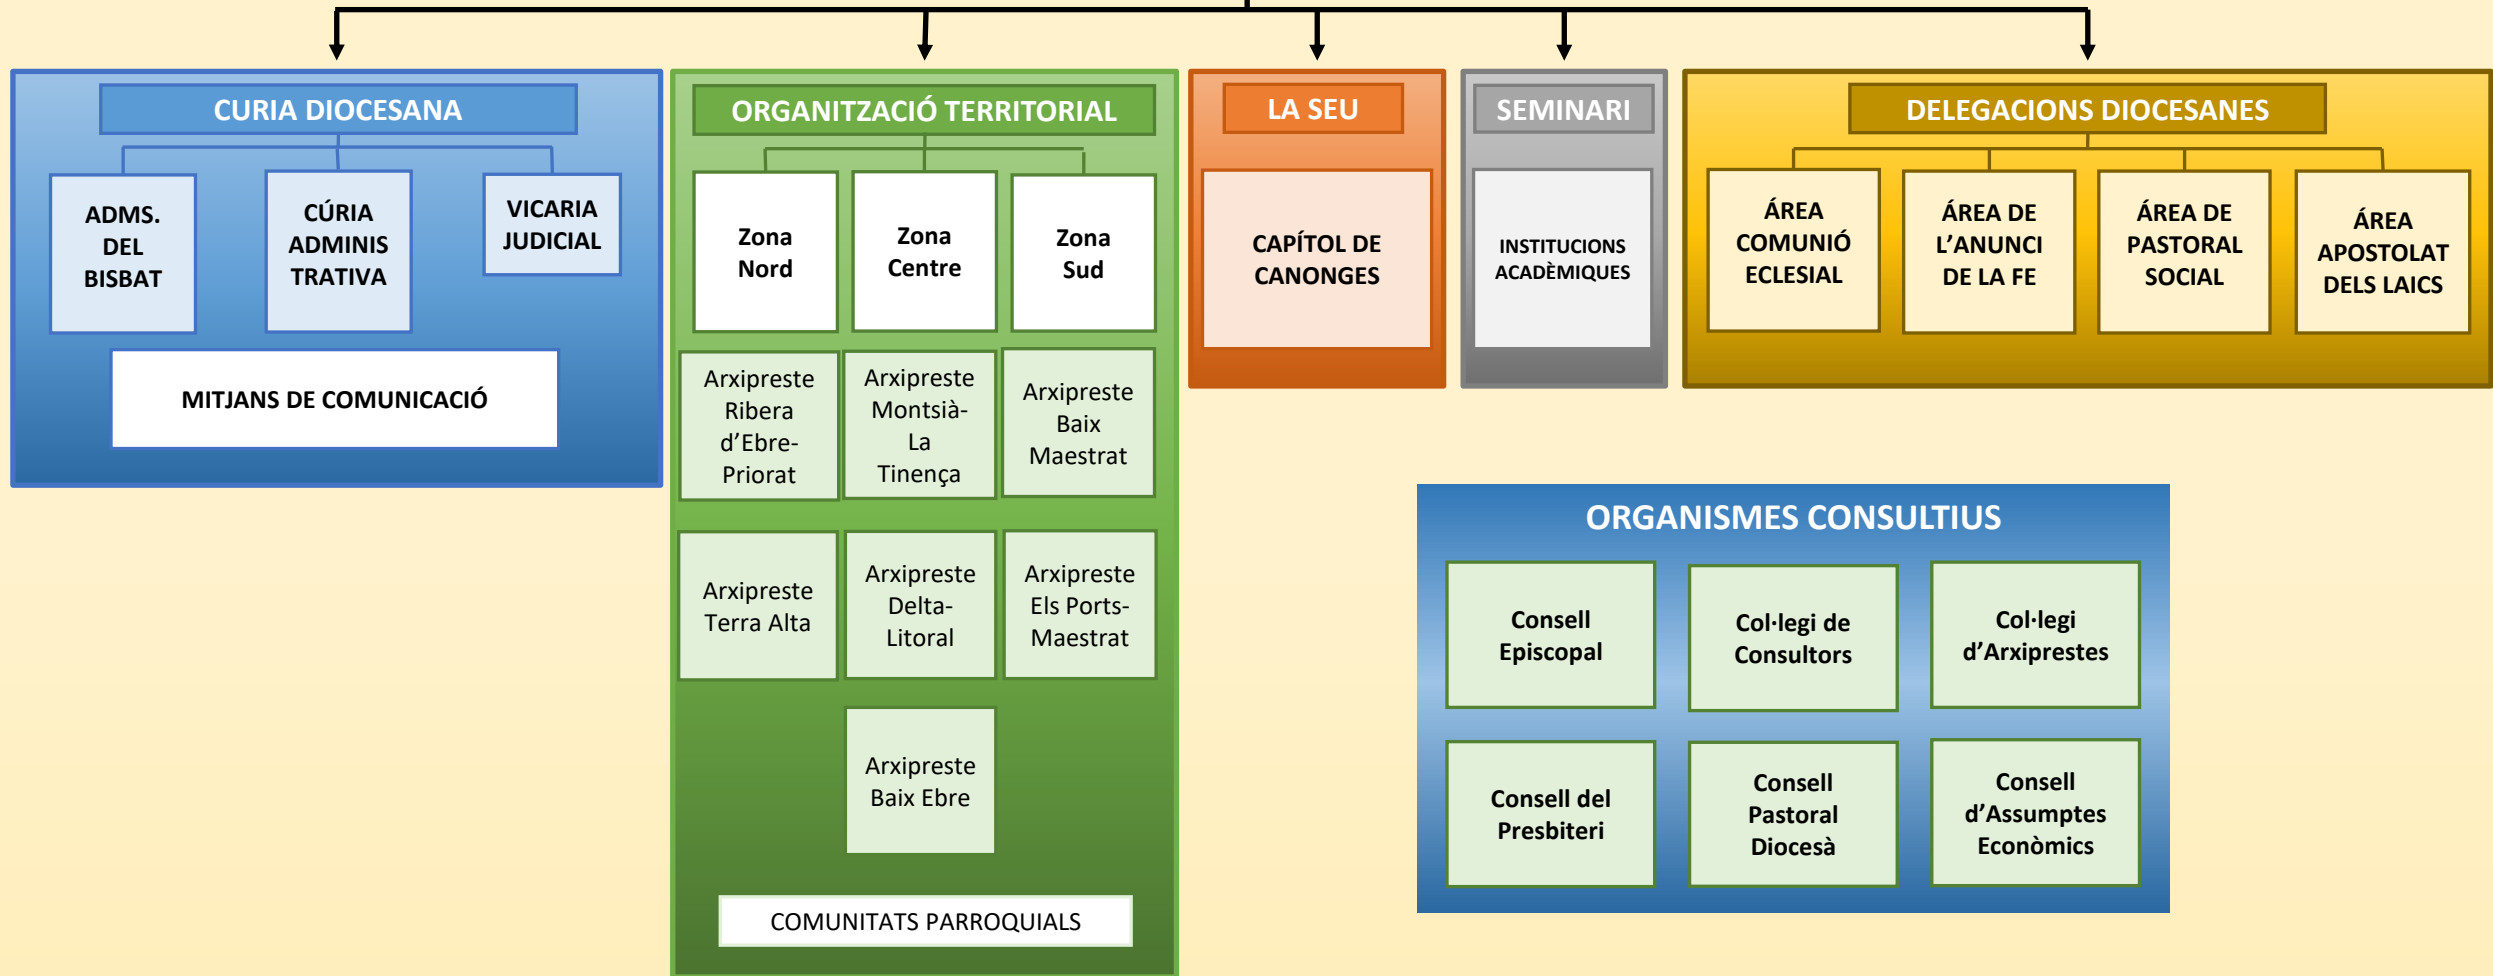 CURIA DIOCESANA
ADMS.
DEL
BISBAT
CÚRIA
ADMINIS
TRATIVA
VICARIA
JUDICIAL
MITJANS DE COMUNICACIÓ
ORGANITZACIÓ TERRITORIAL
Zona
Nord
Zona
Centre
Zona
Sud
Arxipreste
Ribera
d’Ebre-
Priorat
Arxipreste
Montsià-
La
Tinença
Arxipreste
Baix
Maestrat
Arxipreste
Terra Alta
Arxipreste
Delta-
Litoral
Arxipreste
Els Ports-
Maestrat
Arxipreste
Baix Ebre
COMUNITATS PARROQUIALS
LA SEU
CAPÍTOL DE
CANONGES
SEMINARI
INSTITUCIONS
ACADÈMIQUES
DELEGACIONS DIOCESANES
ÁREA
COMUNIÓ
ECLESIAL
ÁREA DE
L’ANUNCI
DE LA FE
ÁREA DE
PASTORAL
SOCIAL
ÁREA
APOSTOLAT
DELS LAICS
ORGANISMES CONSULTIUS
Consell
Episcopal
Col·legi de
Consultors
Col·legi
d’Arxiprestes
Consell del
Presbiteri
Consell
Pastoral
Diocesà
Consell
d’Assumptes
Econòmics